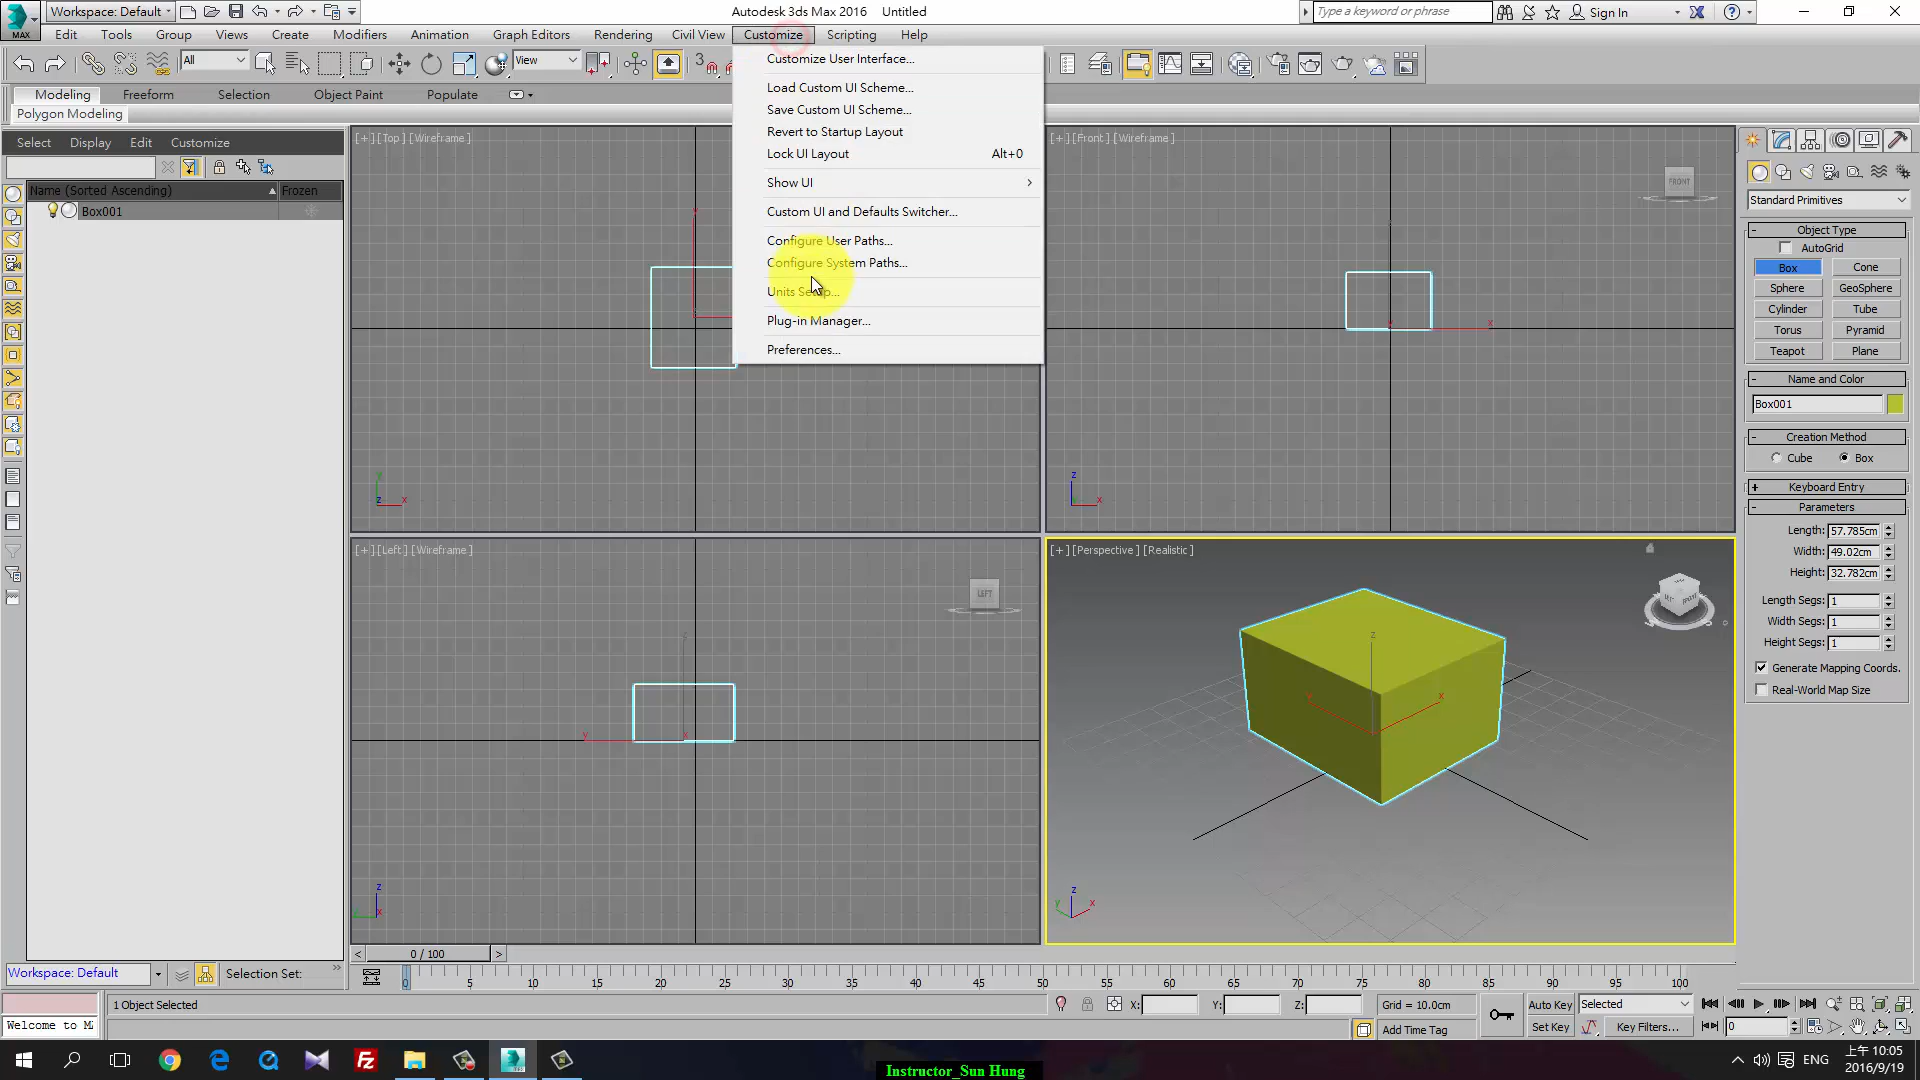 Workspace: Default
Autodesk 3ds Max 2016 Untitled
Type a keyword or phrase
Sign In
MAX
Edit Tools Group Views Create Modifiers Animation Graph Editors Rendering Civil View Customize Scripting Help
All
View
3
Modeling Freeform Selection Object Paint Populate
Polygon Modeling
Customize User Interface...
Load Custom UI Scheme...
Save Custom UI Scheme...
Revert to Startup Layout
Lock UI Layout Alt+0
Show UI
Custom UI and Defaults Switcher...
Configure User Paths...
Configure System Paths...
Units Setup...
Plug-in Manager...
Preferences...
Select Display Edit Customize
Name (Sorted Ascending) Frozen
Box001
[+] [Top] [Wireframe]
[+] [Front] [Wireframe]
FRONT
[+] [Left] [Wireframe]
LEFT
[+] [Perspective] [Realistic]
Standard Primitives
Object Type
AutoGrid
Box Cone
Sphere GeoSphere
Cylinder Tube
Torus Pyramid
Teapot Plane
Name and Color
Box001
Creation Method
Cube Box
Keyboard Entry
Parameters
Length: 57.785cm
Width: 49.02cm
Height: 32.782cm
Length Segs: 1
Width Segs: 1
Height Segs: 1
Generate Mapping Coords.
Real-World Map Size
0 / 100
Workspace: Default
Selection Set:
0 5 10 15 20 25 30 35 40 45 50 55 60 65 70 75 80 85 90 95 100
1 Object Selected
X: Y: Z:
Grid = 10.0cm
Auto Key
Selected
Welcome to M
Add Time Tag
Set Key
Key Filters...
0
ENG
上午 10:05
2016/9/19
Instructor_Sun Hung